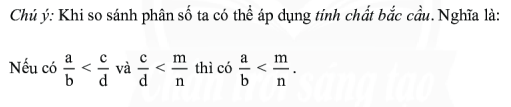 Chú ý: Khi so sánh phân số ta có thể áp dụng tính chất bắc cầu. Nghĩa là:
Nếu có a/b < c/d và c/d < m/n thì có a/b < m/n.